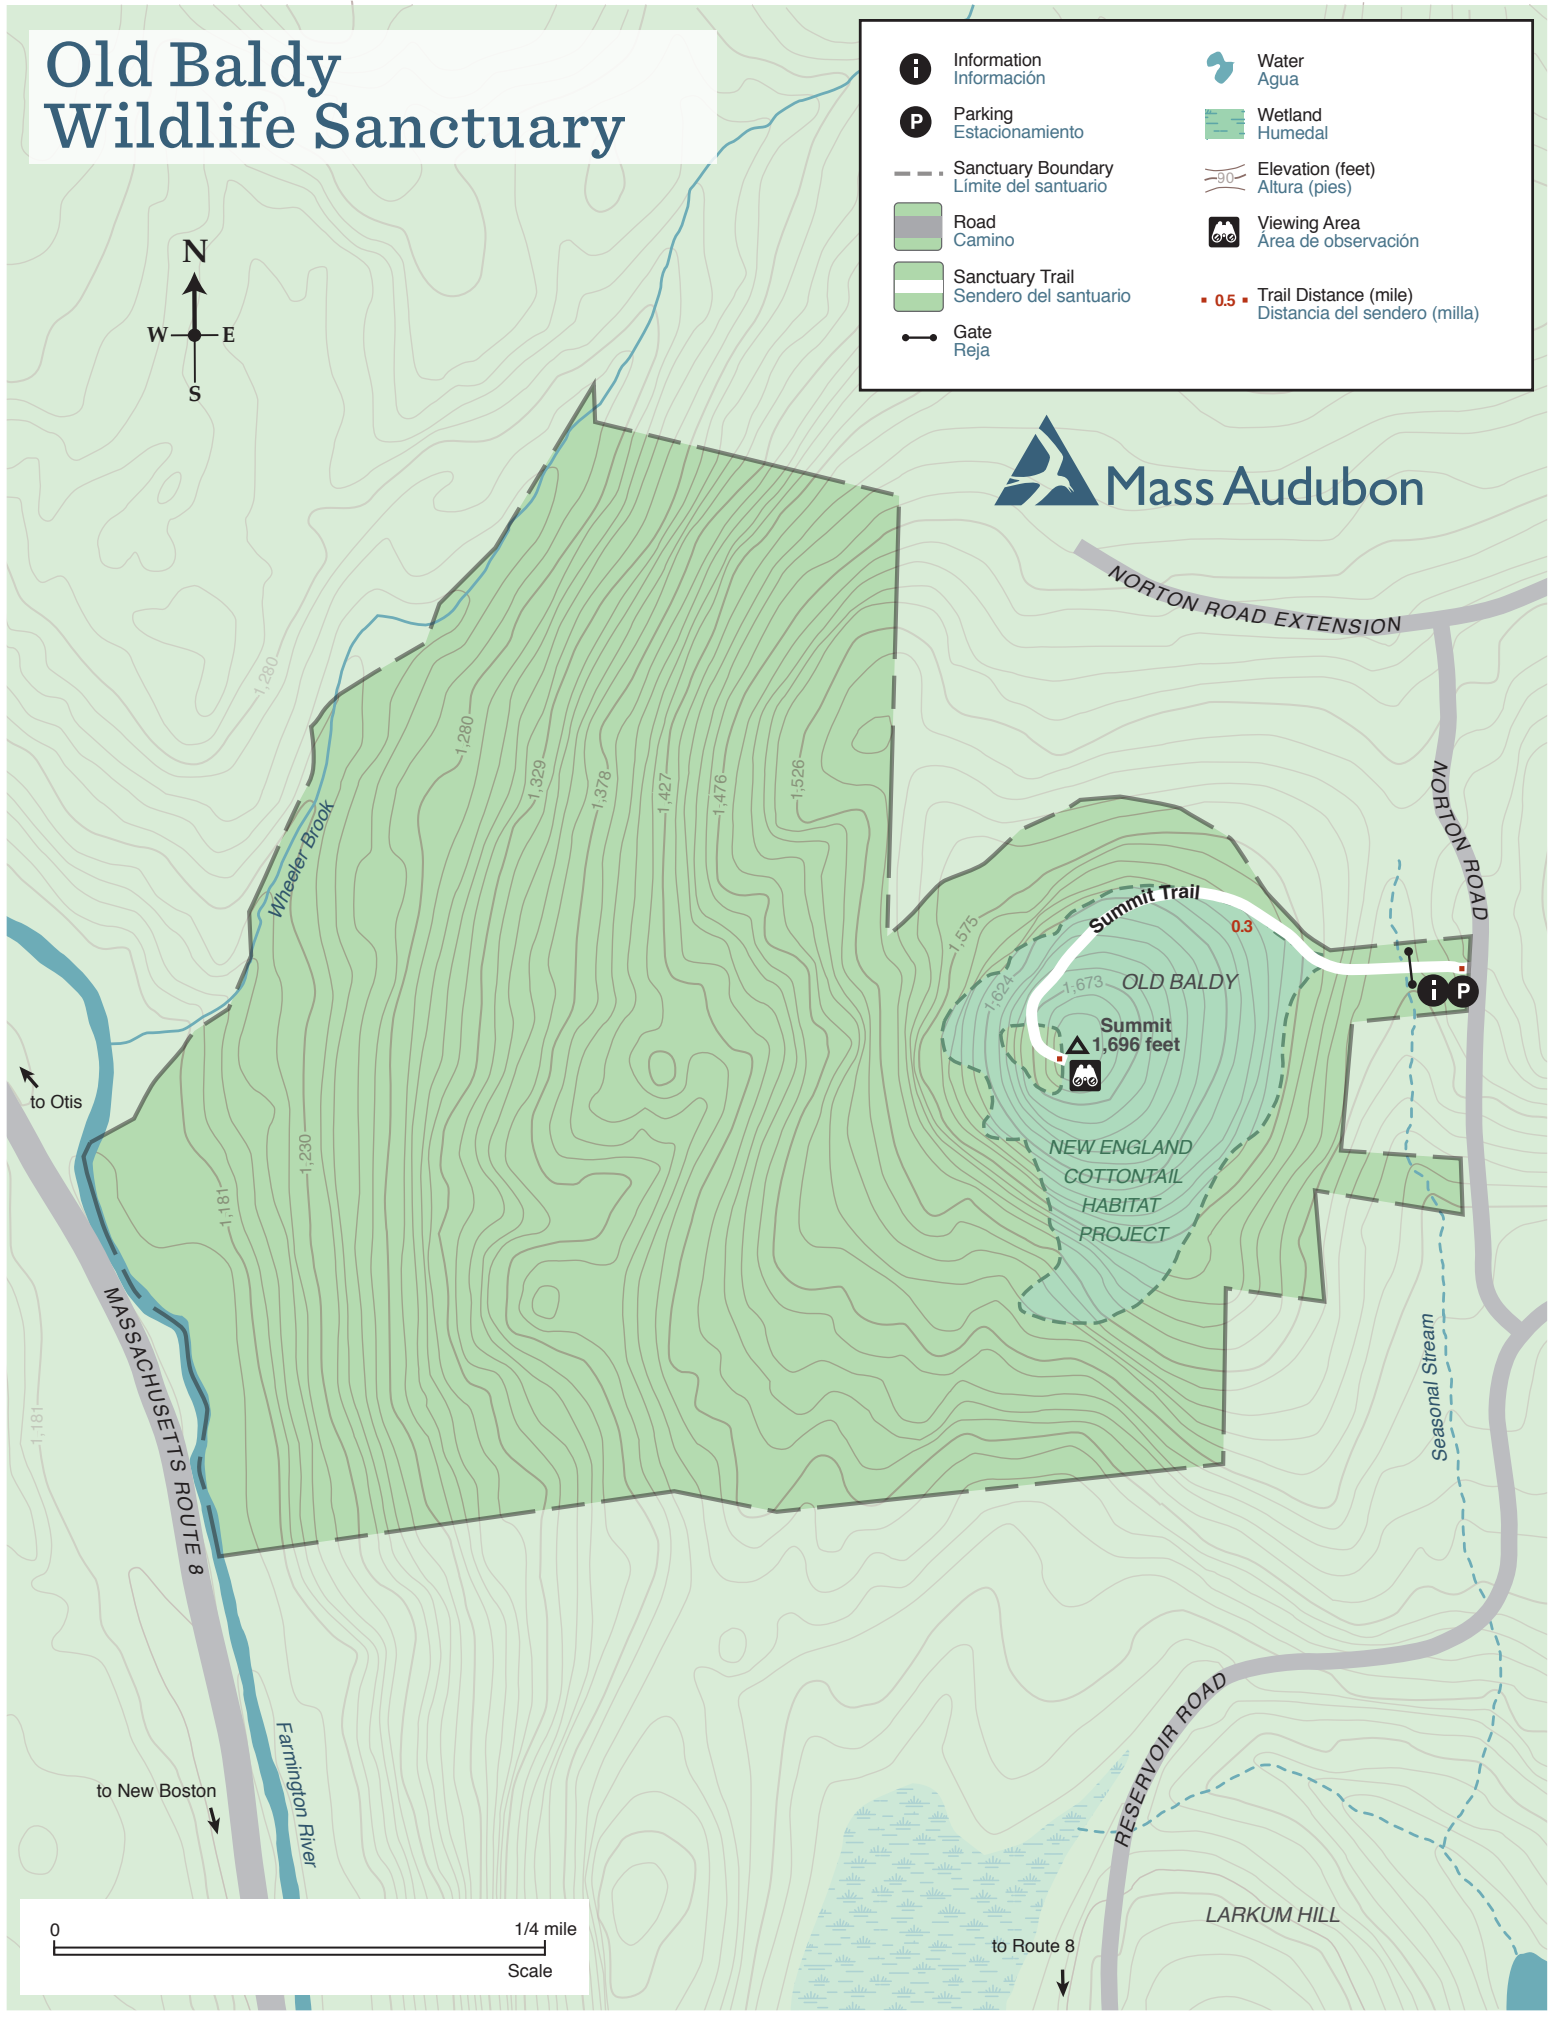 Old Baldy
Wildlife Sanctuary
Information
Información
Parking
Estacionamiento
Sanctuary Boundary
Límite del santuario
Road
Camino
Sanctuary Trail
Sendero del santuario
Gate
Reja
Water
Agua
Wetland
Humedal
90
Elevation (feet)
Altura (pies)
Viewing Area
Área de observación
0.5
Trail Distance (mile)
Distancia del sendero (milla)
N
W
E
S
Mass Audubon
NORTON ROAD EXTENSION
1,280
1,280
1,329
1,378
1,427
1,476
1,526
NORTON ROAD
Wheeler Brook
Summit Trail
0.3
1,575
1,624
1,673
OLD BALDY
i
P
Summit
1,696 feet
to Otis
NEW ENGLAND
COTTONTAIL
HABITAT
PROJECT
1,230
1,181
MASSACHUSETTS ROUTE 8
1,181
Seasonal Stream
RESERVOIR ROAD
Farmington River
to New Boston
LARKUM HILL
to Route 8
0
1/4 mile
Scale